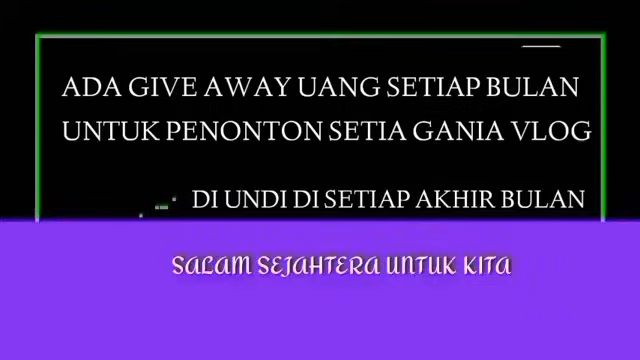 ADA GIVE AWAY UANG SETIAP BULAN
UNTUK PENONTON SETIA GANIA VLOG
DI UNDI DI SETIAP AKHIR BULAN
SALAM SEJAHTERA UNTUK KITA